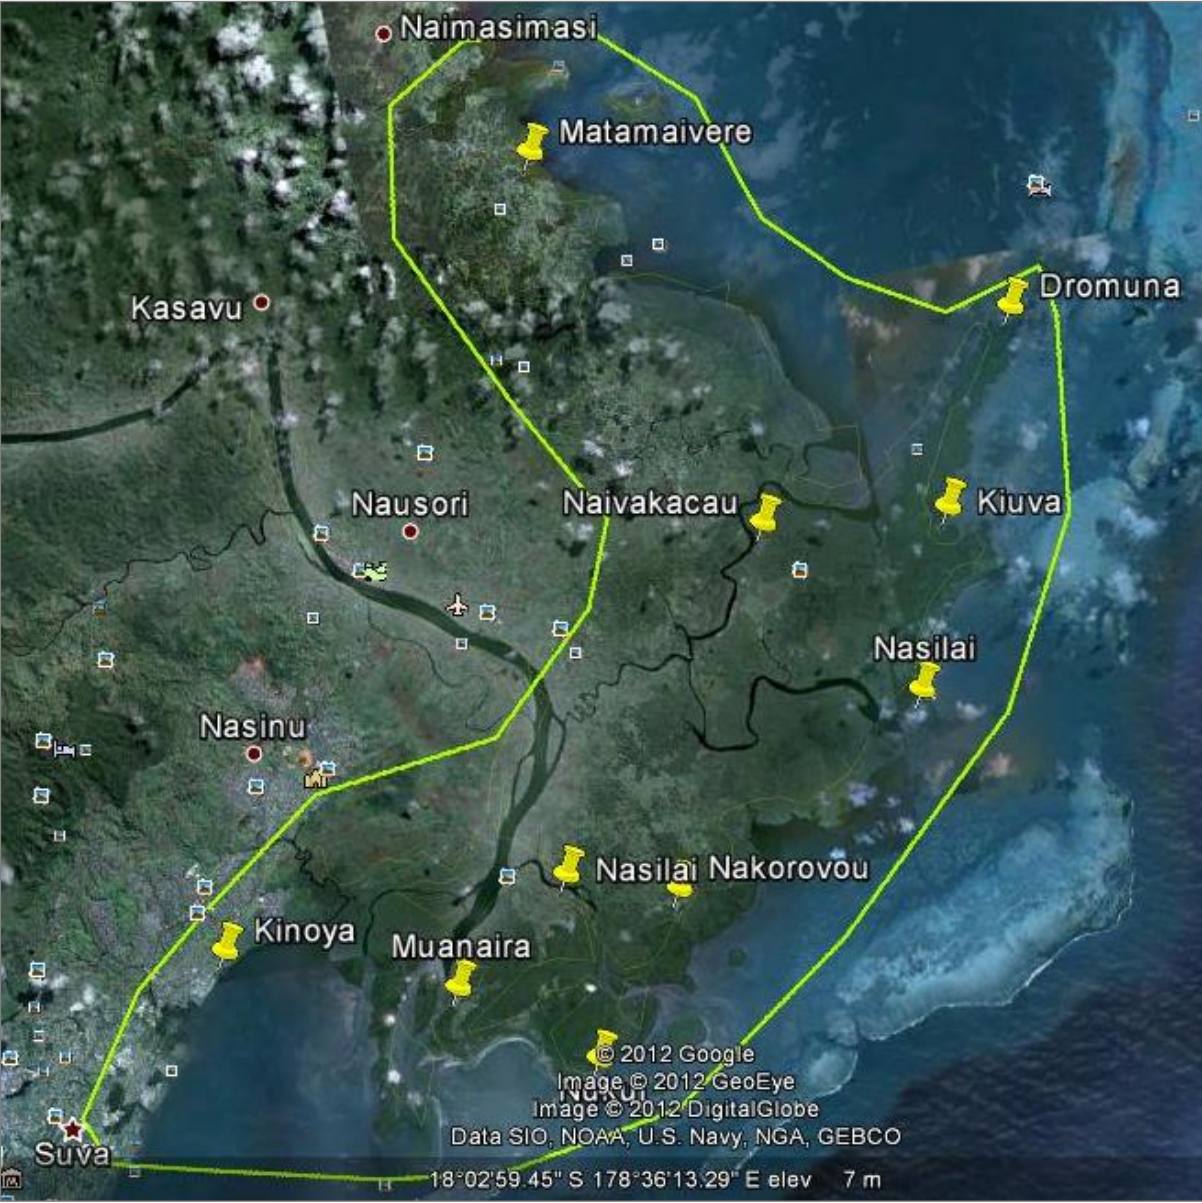 Naimasimasi
Matamaivere
Dromuna
Kasavu
Nausori
Naivakacau
Kiuva
Nasilai
Nasinu
Nasilai
Nakorovou
Kinoya
Muanaira
© 2012 Google
Image © 2012 GeoEye
Nukui
Image © 2012 DigitalGlobe
Data SIO, NOAA, U.S. Navy, NGA, GEBCO
Suva
18°02'59.45" S 178°36'13.29" E elev 7 m